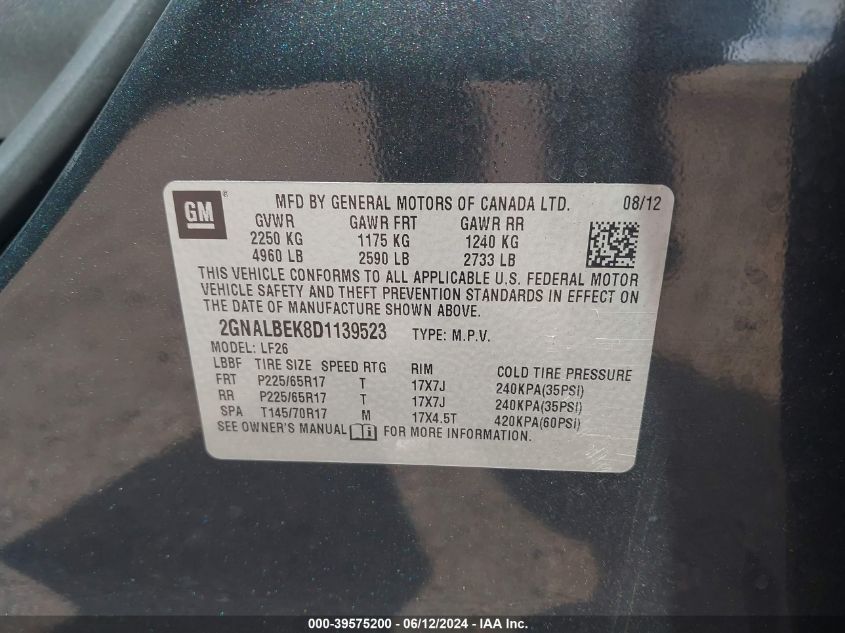 GM ®
MFD BY GENERAL MOTORS OF CANADA LTD. 08/12
GVWR GAWR FRT GAWR RR
2250 KG 1175 KG 1240 KG
4960 LB 2590 LB 2733 LB
THIS VEHICLE CONFORMS TO ALL APPLICABLE U.S. FEDERAL MOTOR
VEHICLE SAFETY AND THEFT PREVENTION STANDARDS IN EFFECT ON
THE DATE OF MANUFACTURE SHOWN ABOVE.
2GNALBEK8D1139523 TYPE: M.P.V.
MODEL: LF26
LBBF TIRE SIZE SPEED RTG RIM COLD TIRE PRESSURE
FRT P225/65R17 T 17X7J 240KPA(35PSI)
RR P225/65R17 T 17X7J 240KPA(35PSI)
SPA T145/70R17 M 17X4.5T 420KPA(60PSI)
SEE OWNER'S MANUAL FOR MORE INFORMATION.
000-39575200 - 06/12/2024 - IAA Inc.